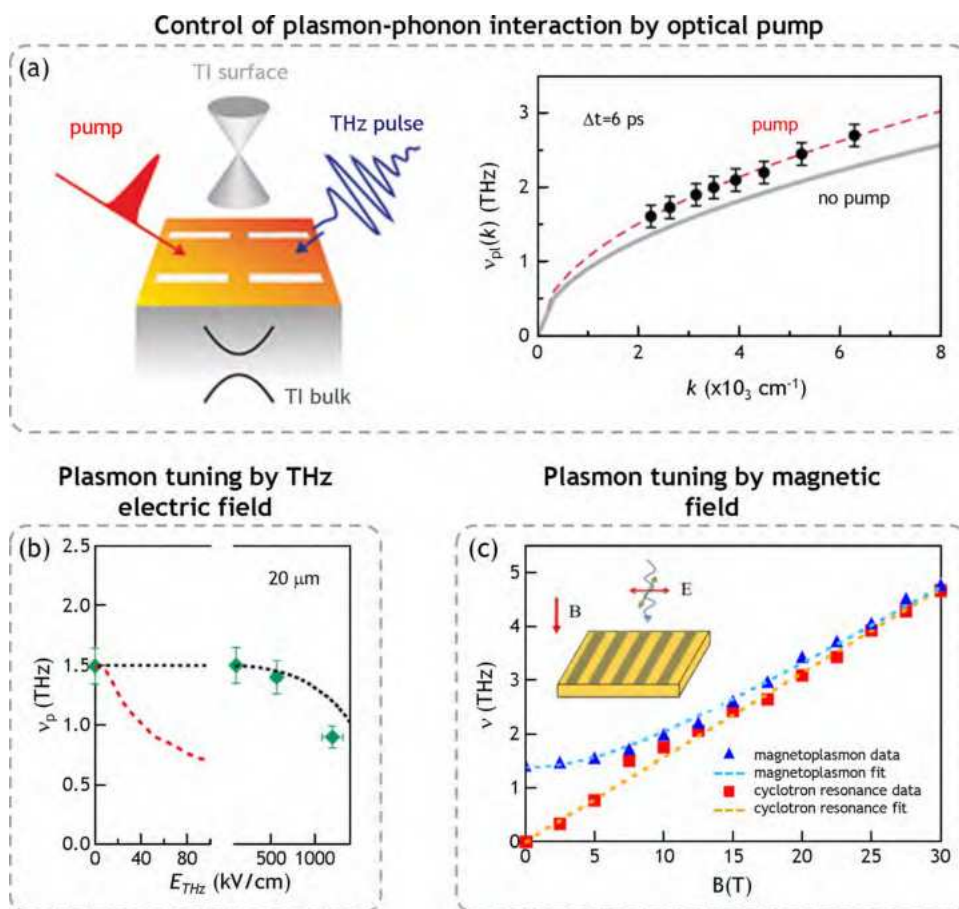 Control of plasmon-phonon interaction by optical pump
(a)
TI surface
pump
THz pulse
TI bulk
Δt=6 ps
pump
no pump
3
2
1
0
ν_pl(k) (THz)
0 2 4 6 8
k (x10₃ cm⁻¹)
Plasmon tuning by THz
electric field
(b)
20 µm
2.5
2.0
1.5
1.0
0.5
0.0
ν_p (THz)
0 40 80 500 1000
E_THz (kV/cm)
Plasmon tuning by magnetic
field
(c)
B
E
5
4
3
2
1
0
ν (THz)
magnetoplasmon data
magnetoplasmon fit
cyclotron resonance data
cyclotron resonance fit
0 5 10 15 20 25 30
B(T)